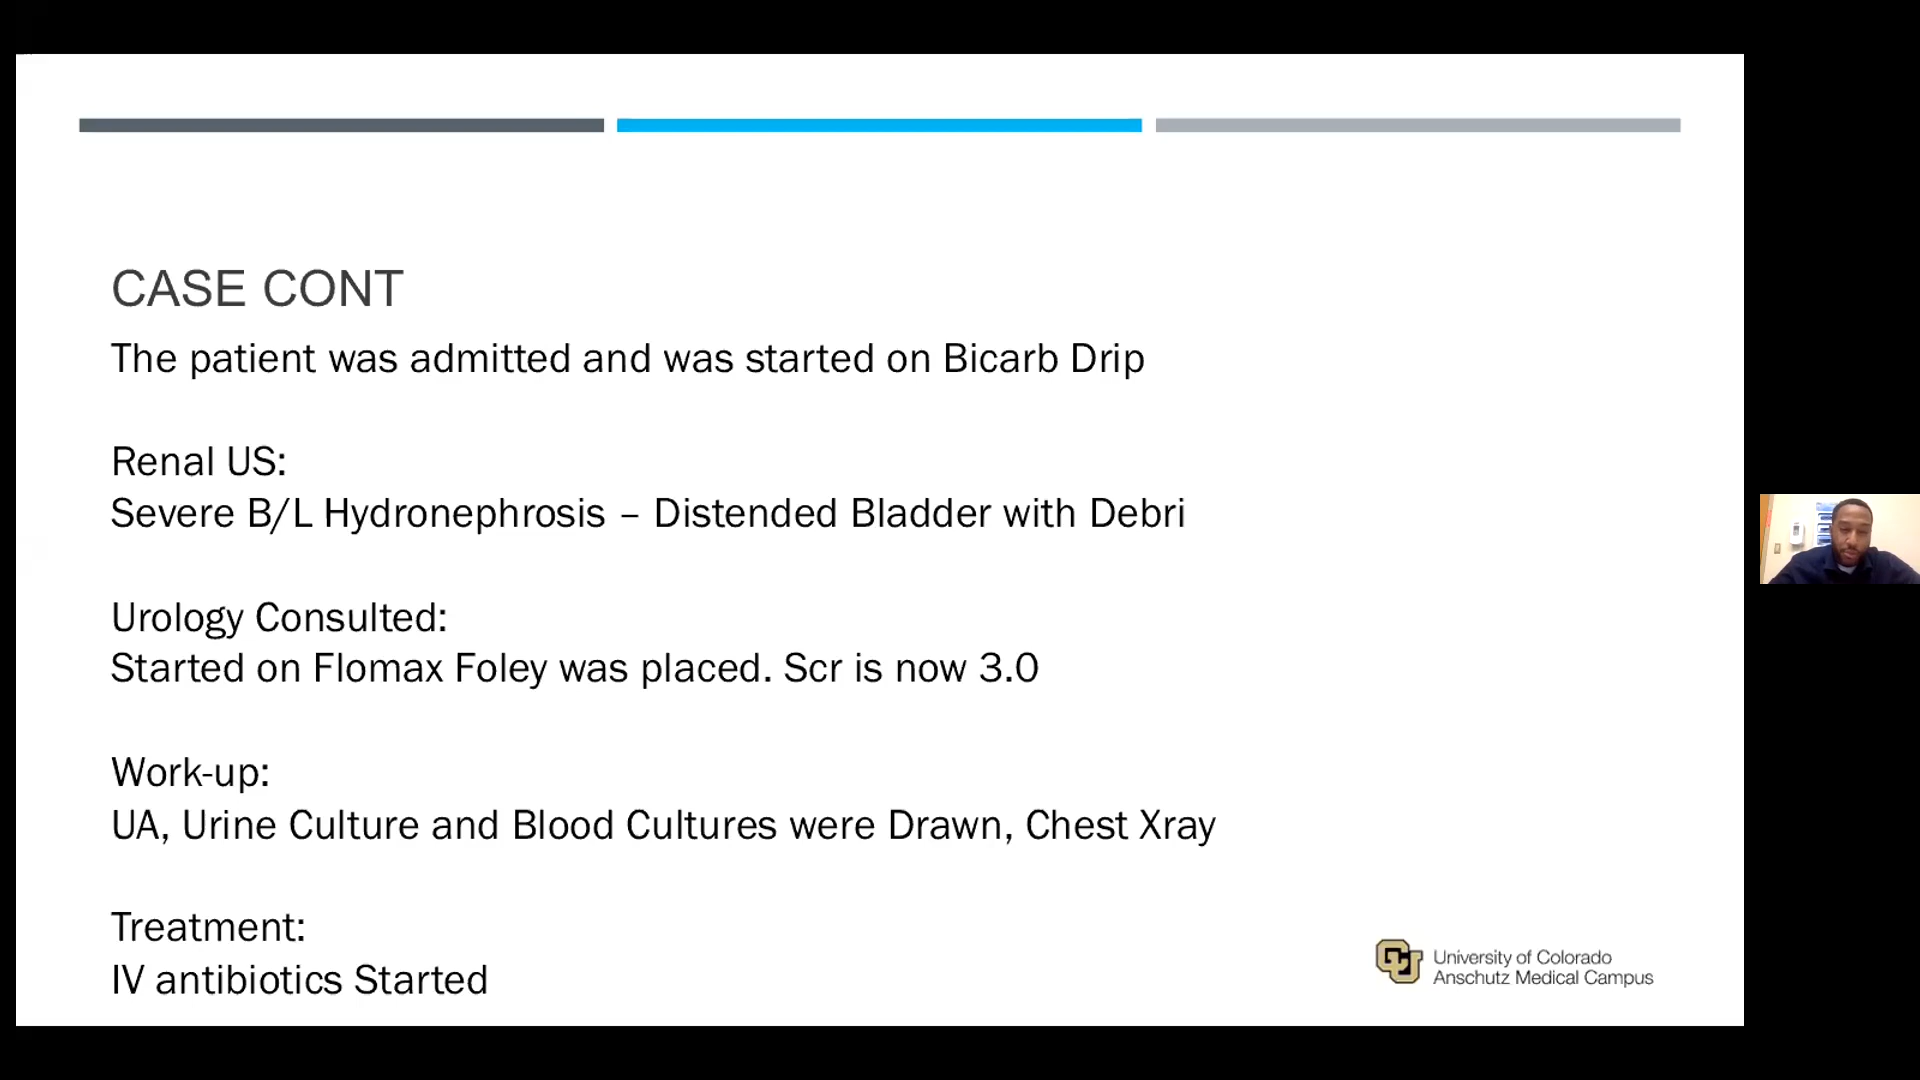 CASE CONT
The patient was admitted and was started on Bicarb Drip
Renal US:
Severe B/L Hydronephrosis – Distended Bladder with Debri
Urology Consulted:
Started on Flomax Foley was placed. Scr is now 3.0
Work-up:
UA, Urine Culture and Blood Cultures were Drawn, Chest Xray
Treatment:
IV antibiotics Started
University of Colorado
Anschutz Medical Campus